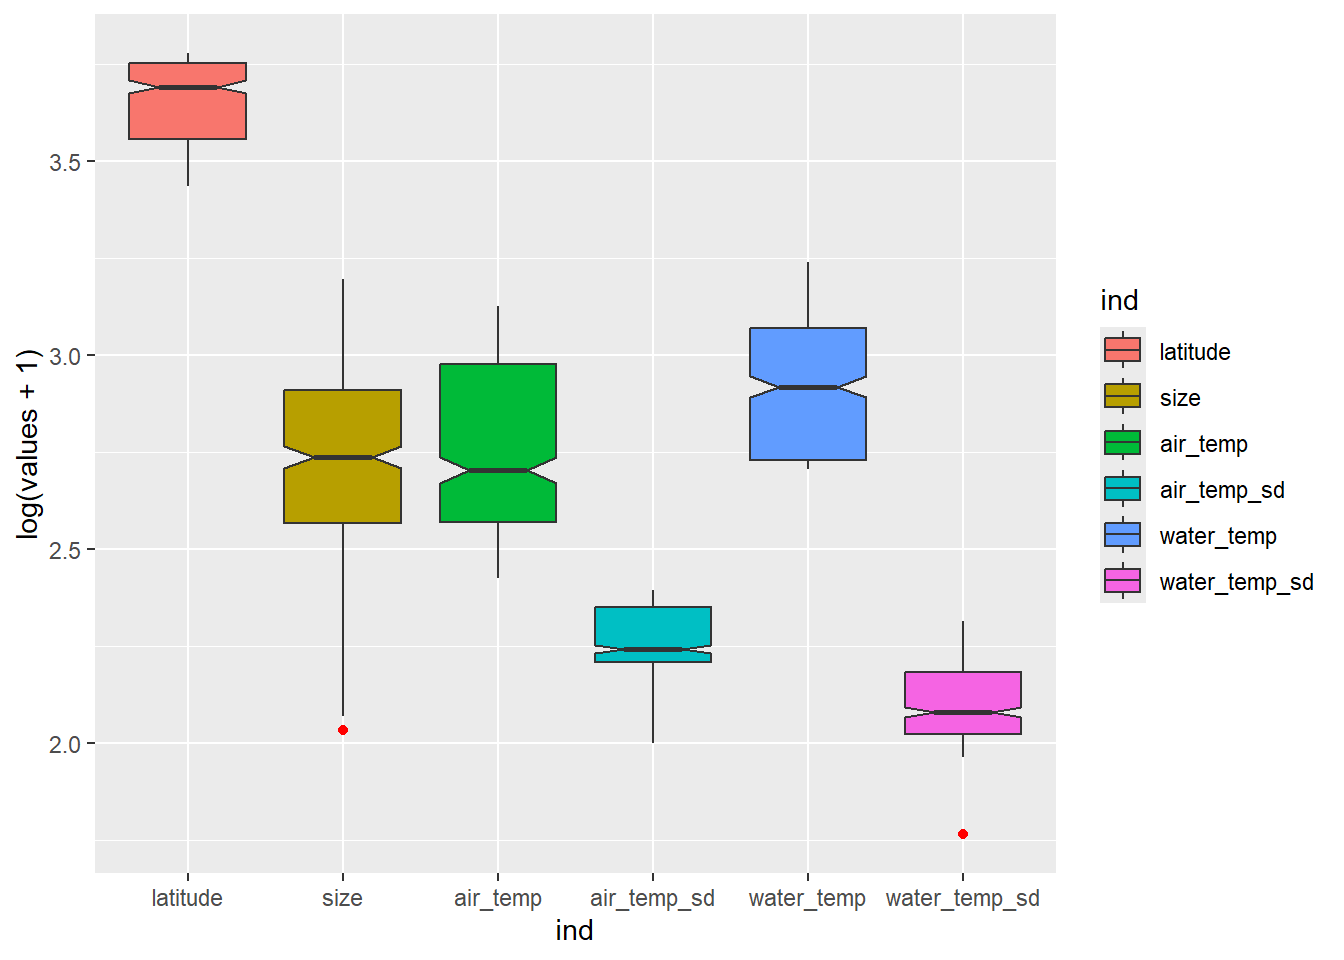 log(values + 1)
3.5
3.0
2.5
2.0
latitude size air_temp air_temp_sd water_temp water_temp_sd
ind
ind
latitude
size
air_temp
air_temp_sd
water_temp
water_temp_sd